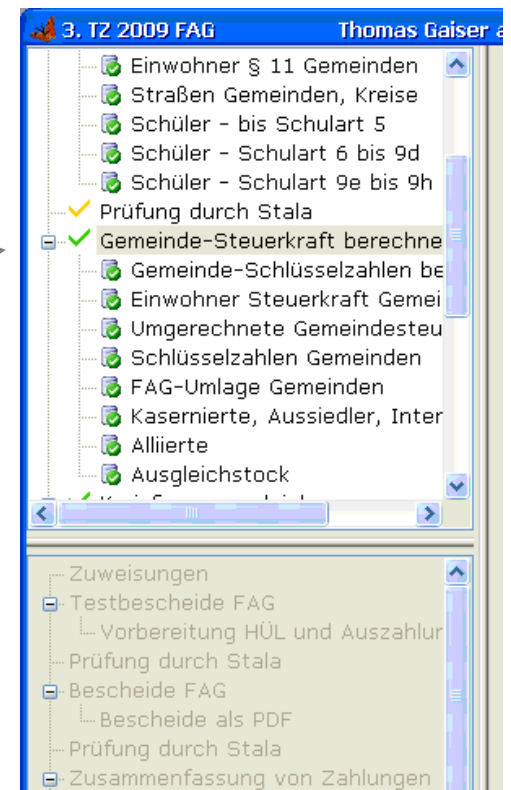 3. TZ 2009 FAG Thomas Gaiser a
Einwohner § 11 Gemeinden
Straßen Gemeinden, Kreise
Schüler - bis Schulart 5
Schüler - Schulart 6 bis 9d
Schüler - Schulart 9e bis 9h
Prüfung durch Stala
Gemeinde-Steuerkraft berechne
Gemeinde-Schlüsselzahlen be
Einwohner Steuerkraft Gemei
Umgerechnete Gemeindesteu
Schlüsselzahlen Gemeinden
FAG-Umlage Gemeinden
Kasernierte, Aussiedler, Inter
Alliierte
Ausgleichstock
Zuweisungen
Testbescheide FAG
Vorbereitung HÜL und Auszahlur
Prüfung durch Stala
Bescheide FAG
Bescheide als PDF
Prüfung durch Stala
Zusammenfassung von Zahlungen